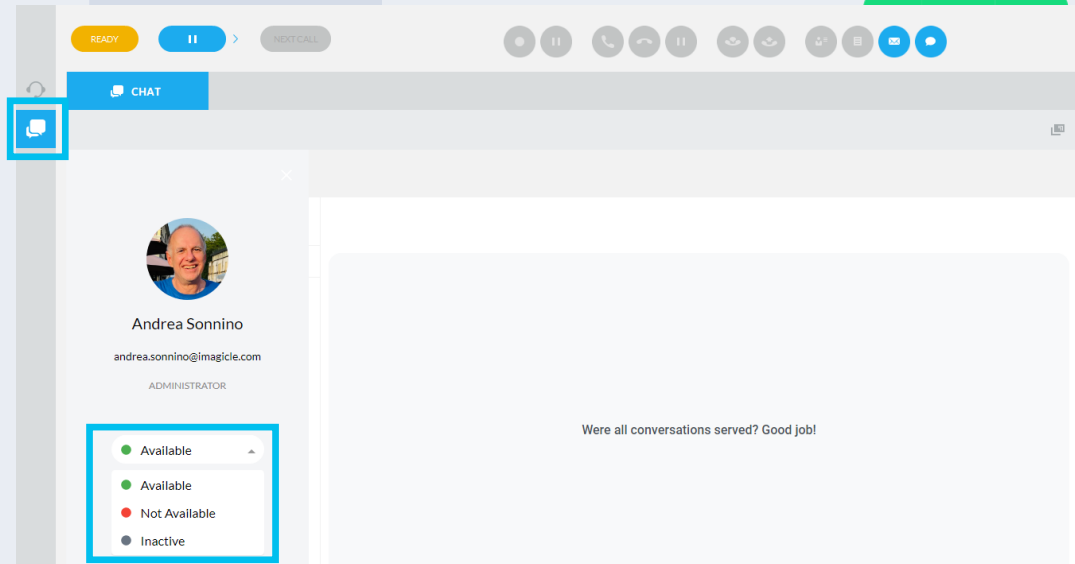 READY
NEXT CALL
CHAT
Andrea Sonnino
andrea.sonnino@imagicle.com
ADMINISTRATOR
Available
Available
Not Available
Inactive
Were all conversations served? Good job!